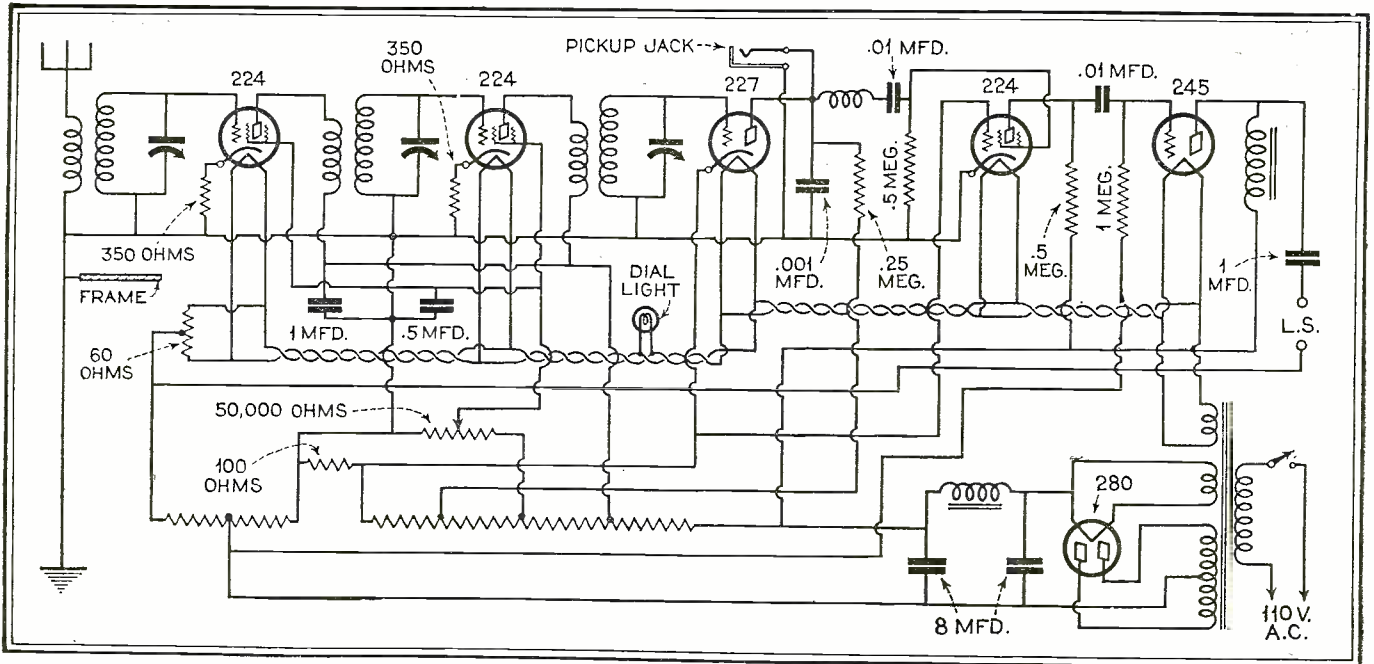 PICKUP JACK
.01 MFD.
350
OHMS
224
224
227
224
.01 MFD.
245
350 OHMS
.5 MEG.
.001
MFD.
.25
MEG.
.5
MEG.
1 MEG.
1
MFD.
FRAME
DIAL
LIGHT
1 MFD.
.5 MFD.
L.S.
60
OHMS
50,000 OHMS
100
OHMS
280
8 MFD.
110 V.
A.C.